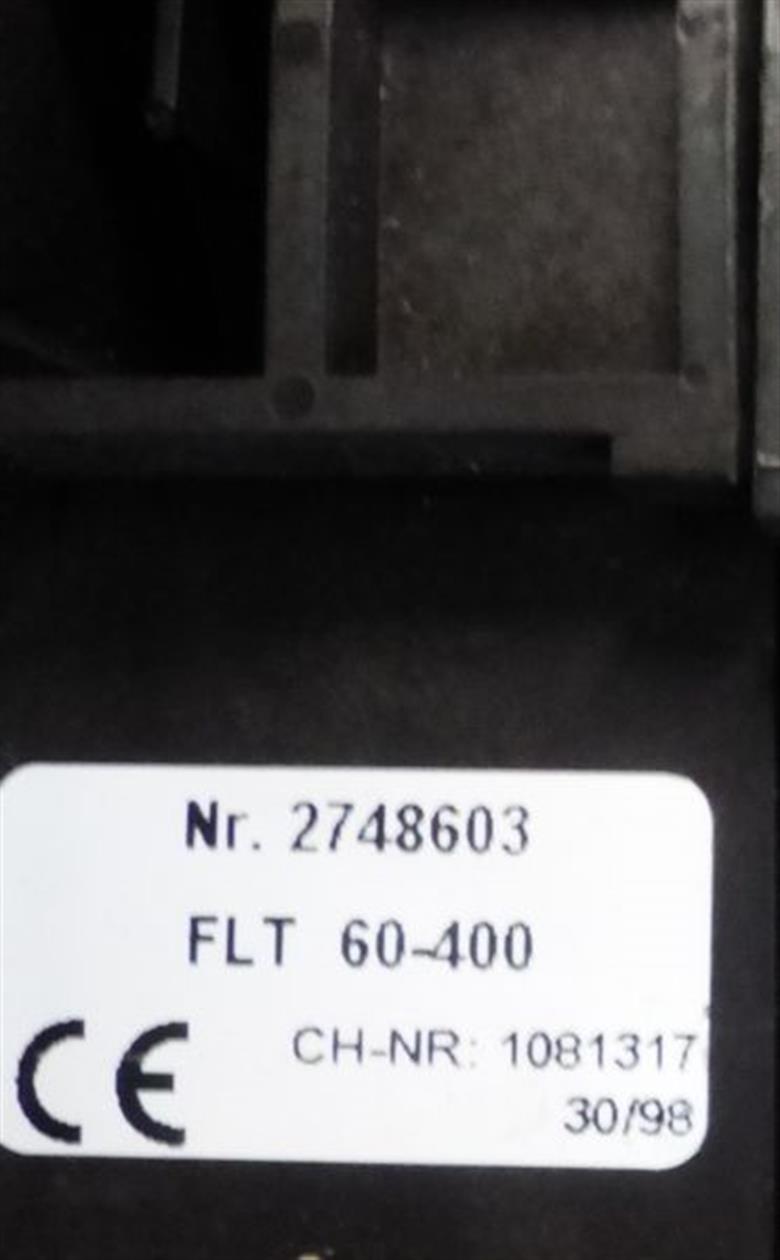 Nr. 2748603
FLT 60-400
CE CH-NR: 1081317
30/98